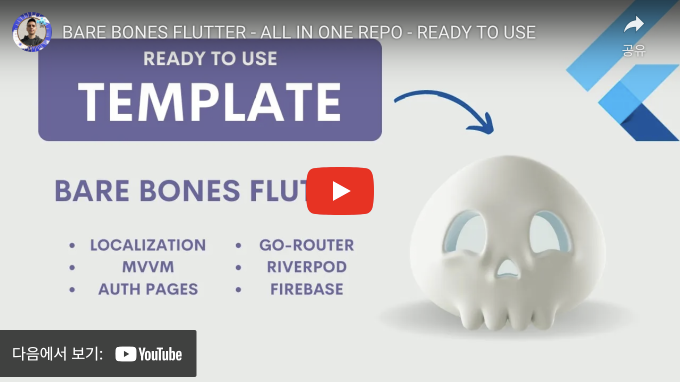 BARE BONES FLUTTER - ALL IN ONE REPO - READY TO USE
공유
READY TO USE
TEMPLATE
BARE BONES FLUT
• LOCALIZATION
• MVVM
• AUTH PAGES
• GO-ROUTER
• RIVERPOD
• FIREBASE
다음에서 보기: YouTube